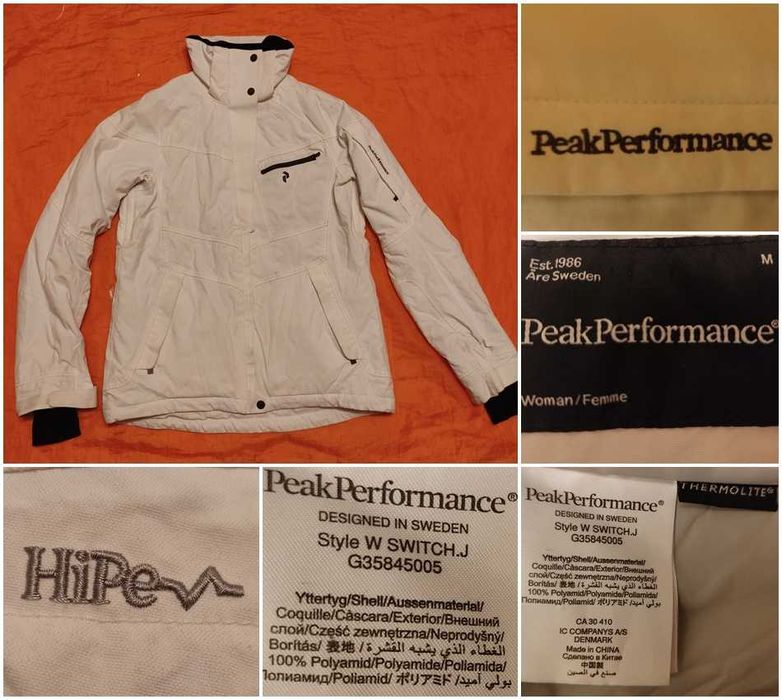 PeakPerformance
PeakPerformance
Est.1986
Åre Sweden
M
PeakPerformance®
Woman/Femme
HiPe
PeakPerformance®
DESIGNED IN SWEDEN
Style W SWITCH.J
G35845005
Yttertyg/Shell/Aussenmaterial/
Coquille/Càscara/Exterior/Внешний
слой/Część zewnętrzna/Neprodyšný/
Borítás/ 表地 / الغطاء الذي يشبه القشرة
100% Polyamid/Polyamide/Poliamida/
Полиамид/Poliamid/ ポリアミド /بولي أميد
PeakPerformance®
DESIGNED IN SWEDEN
Style W SWITCH.J
G35845005
Yttertyg/Shell/Aussenmaterial/
Coquille/Càscara/Exterior/Внешний
слой/Część zewnętrzna/Neprodyšný/
Borítás/ 表地 / الغطاء الذي يشبه القشرة
100% Polyamid/Polyamide/Poliamida/
Полиамид/Poliamid/ ポリアミド /بولي أميد
CA 30 410
IC COMPANYS A/S
DENMARK
Made in CHINA
Сделано в Китае
中国製
صنع في الصين
THERMOLITE®